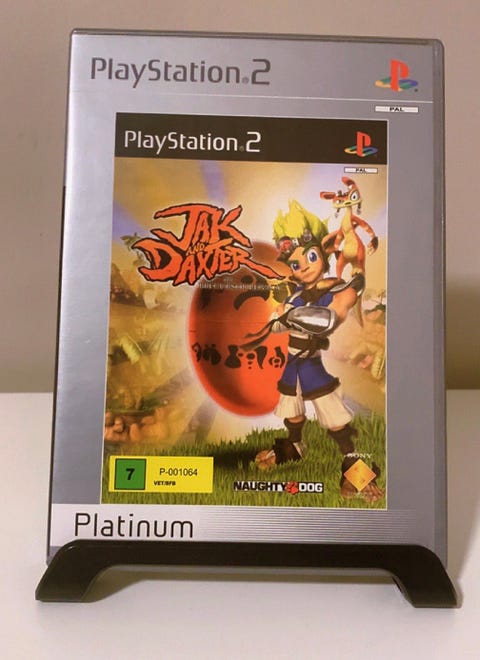 PlayStation®2
PAL
PlayStation®2
PAL
JAK
AND
DAXTER
7
P-001064
VET/BFB
NAUGHTY DOG
SONY
Platinum